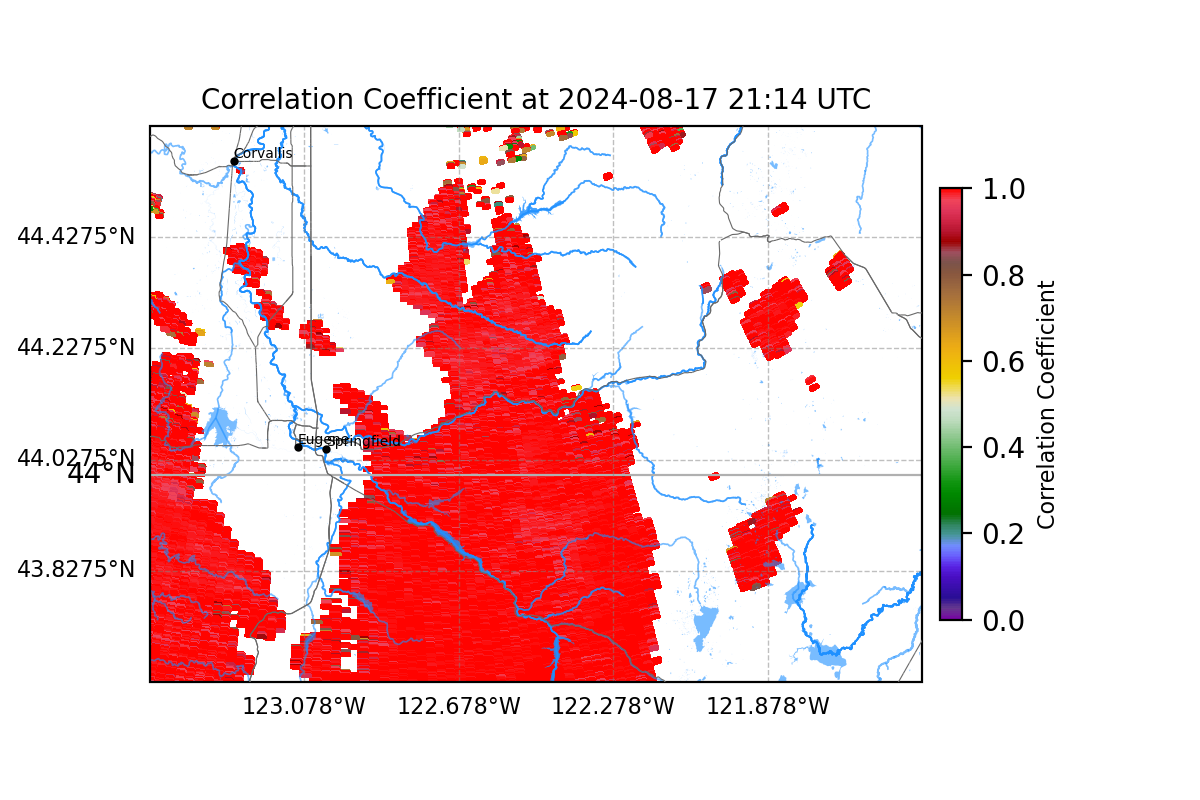 Correlation Coefficient at 2024-08-17 21:14 UTC
Corvallis
44.4275°N
44.2275°N
Eugene
Springfield
44.0275°N
44°N
43.8275°N
123.078°W
122.678°W
122.278°W
121.878°W
1.0
0.8
0.6
0.4
0.2
0.0
Correlation Coefficient